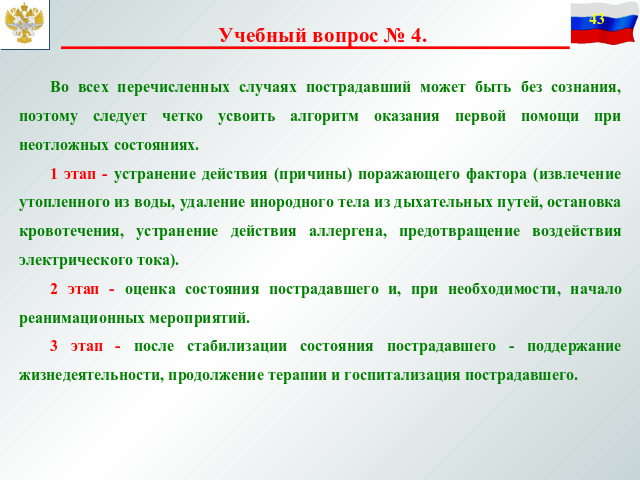 43
Учебный вопрос № 4.
Во всех перечисленных случаях пострадавший может быть без сознания,
поэтому следует четко усвоить алгоритм оказания первой помощи при
неотложных состояниях.
1 этап - устранение действия (причины) поражающего фактора (извлечение
утопленного из воды, удаление инородного тела из дыхательных путей, остановка
кровотечения, устранение действия аллергена, предотвращение воздействия
электрического тока).
2 этап - оценка состояния пострадавшего и, при необходимости, начало
реанимационных мероприятий.
3 этап - после стабилизации состояния пострадавшего - поддержание
жизнедеятельности, продолжение терапии и госпитализация пострадавшего.